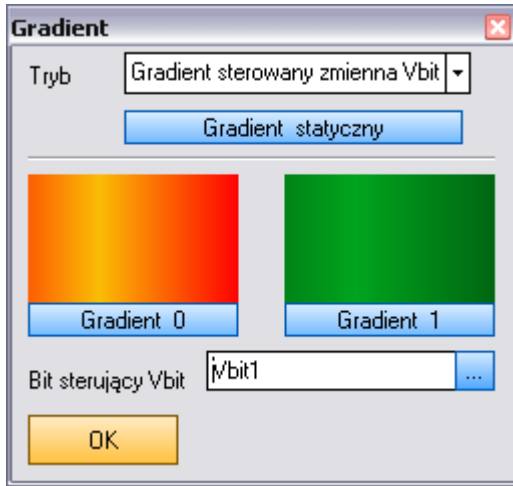 Gradient
Tryb Gradient sterowany zmienna Vbit
Gradient statyczny
Gradient 0 Gradient 1
Bit sterujący Vbit Vbit1 ...
OK